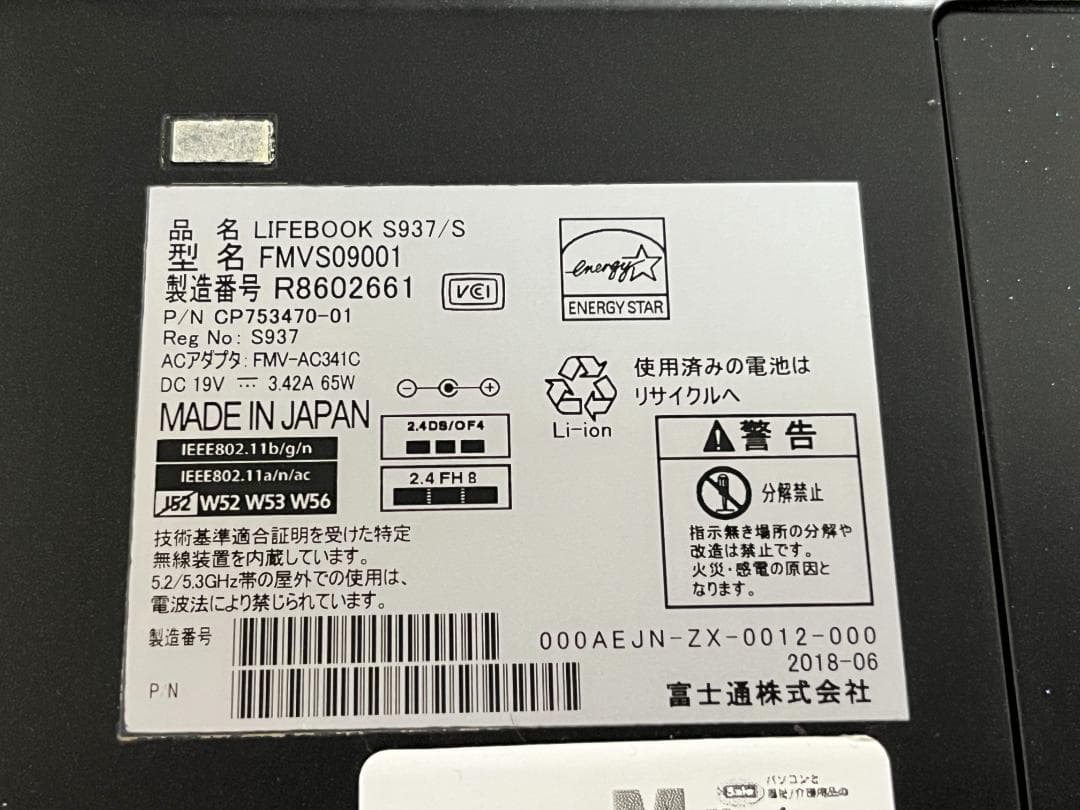 品 名 LIFEBOOK S937/S
型 名 FMVS09001
製造番号 R8602661
VCCI
P/N CP753470-01
Reg No: S937
ACアダプタ: FMV-AC341C
DC 19V 3.42A 65W
MADE IN JAPAN
IEEE802.11b/g/n
IEEE802.11a/n/ac
J52 W52 W53 W56
2.4DS/OF4
2.4FH8
energy
ENERGY STAR
使用済みの電池は
リサイクルへ
Li-ion
警告
分解禁止
指示無き場所の分解や
改造は禁止です。
火災・感電の原因と
なります。
技術基準適合証明を受けた特定
無線装置を内蔵しています。
5.2/5.3GHz帯の屋外での使用は、
電波法により禁じられています。
製造番号
P/N
000AEJN-ZX-0012-000
2018-06
富士通株式会社
パソコンと